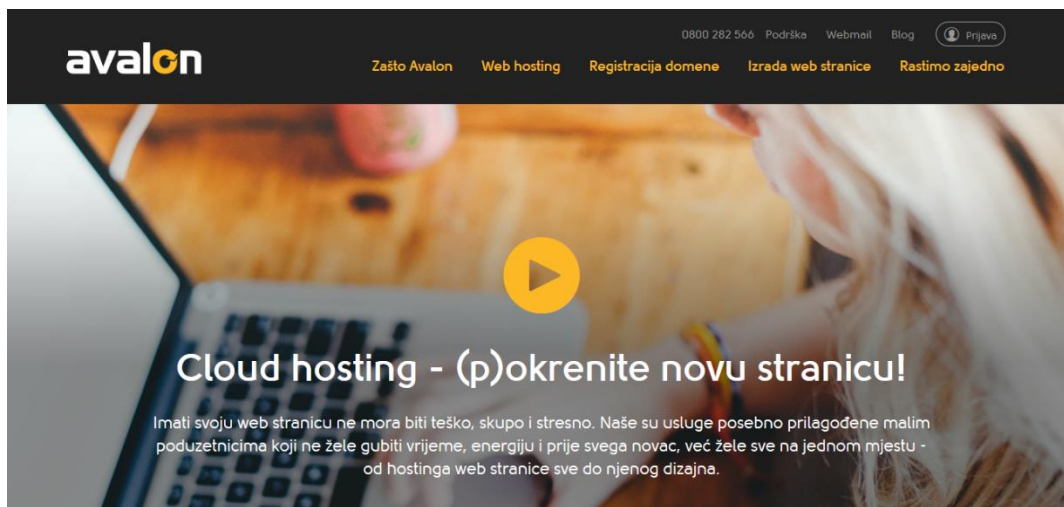 0800 282 566 Podrška Webmail Blog Prijava
avalon
Zašto Avalon Web hosting Registracija domene Izrada web stranice Rastimo zajedno
Cloud hosting - (p)okrenite novu stranicu!
Imati svoju web stranicu ne mora biti teško, skupo i stresno. Naše su usluge posebno prilagođene malim
poduzetnicima koji ne žele gubiti vrijeme, energiju i prije svega novac, već žele sve na jednom mjestu -
od hostinga web stranice sve do njenog dizajna.